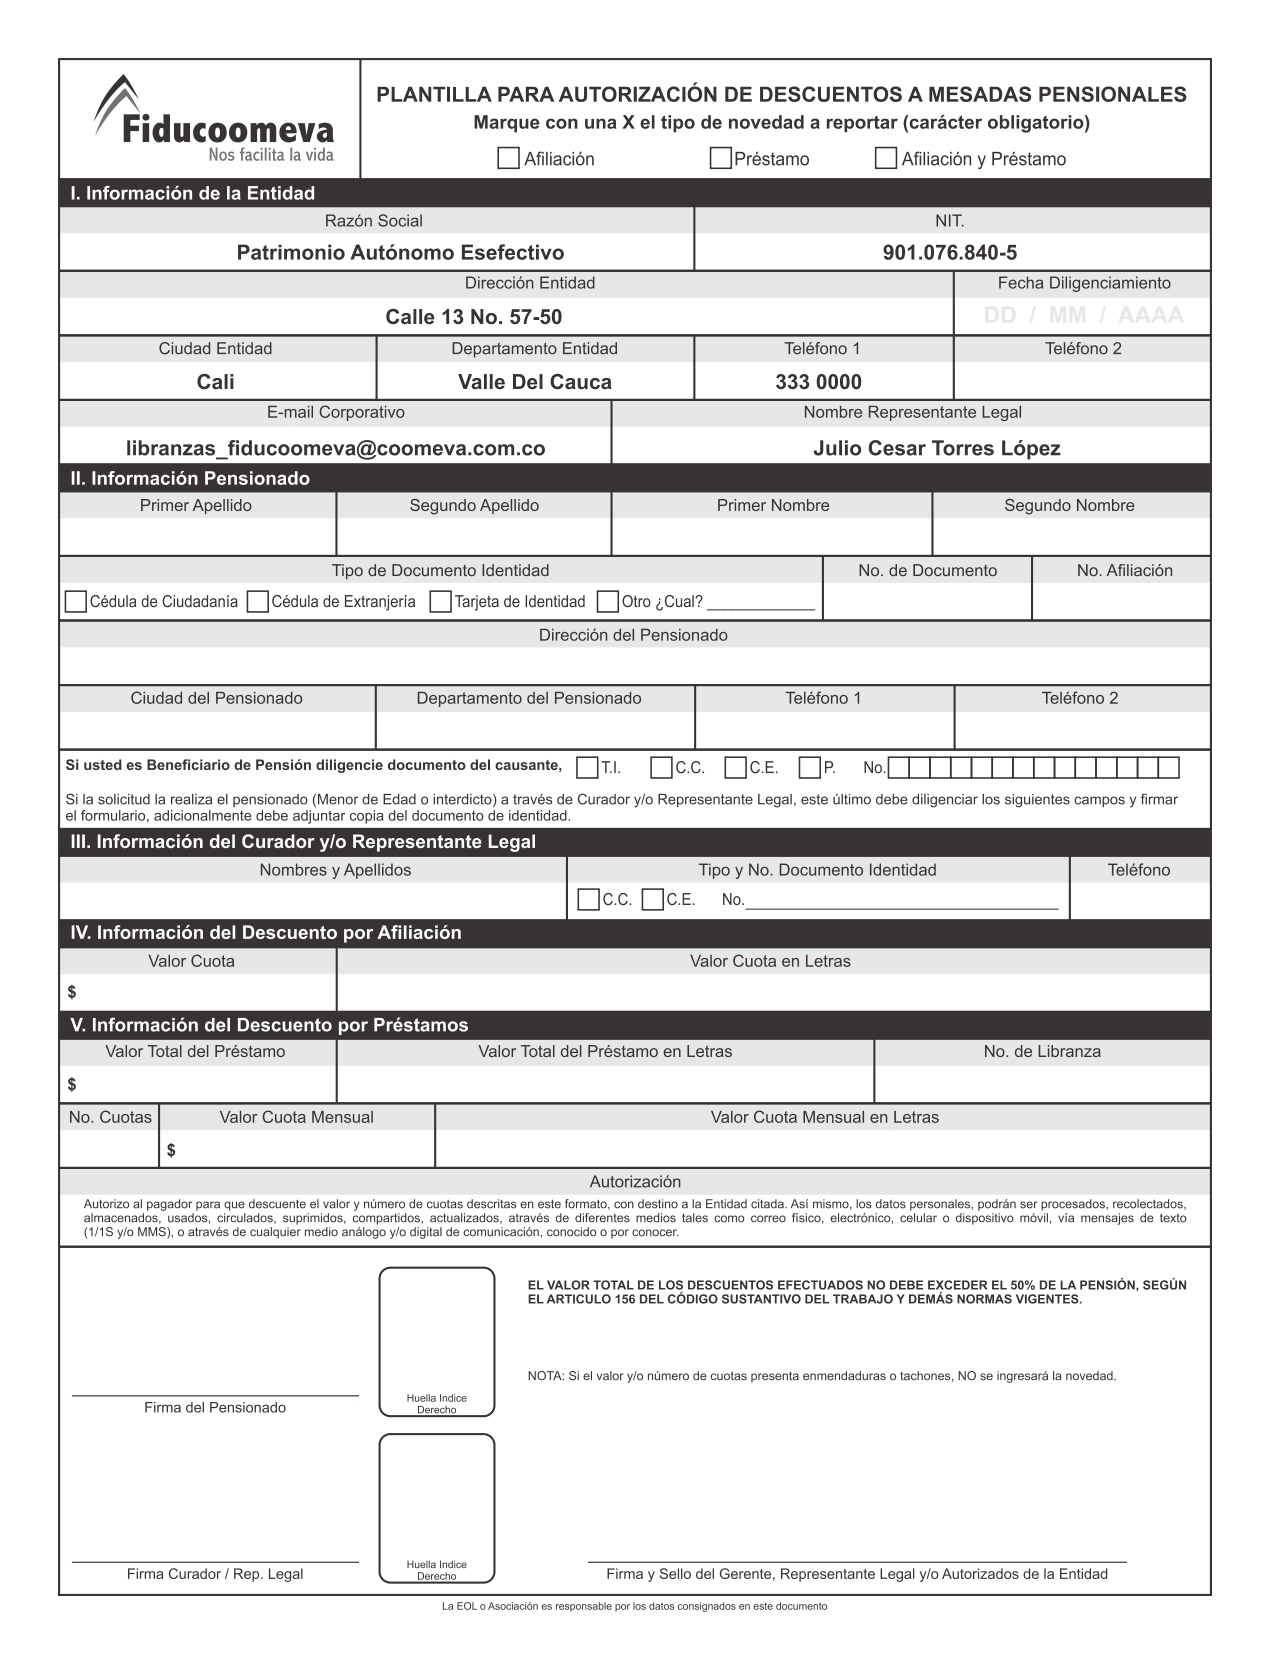 Fiducoomeva
Nos facilita la vida
PLANTILLA PARA AUTORIZACIÓN DE DESCUENTOS A MESADAS PENSIONALES
Marque con una X el tipo de novedad a reportar (carácter obligatorio)
Afiliación Préstamo Afiliación y Préstamo
I. Información de la Entidad
Razón Social NIT.
Patrimonio Autónomo Esefectivo 901.076.840-5
Dirección Entidad Fecha Diligenciamiento
Calle 13 No. 57-50 DD / MM / AAAA
Ciudad Entidad Departamento Entidad Teléfono 1 Teléfono 2
Cali Valle Del Cauca 333 0000
E-mail Corporativo Nombre Representante Legal
libranzas_fiducoomeva@coomeva.com.co Julio Cesar Torres López
II. Información Pensionado
Primer Apellido Segundo Apellido Primer Nombre Segundo Nombre
Tipo de Documento Identidad No. de Documento No. Afiliación
Cédula de Ciudadanía Cédula de Extranjería Tarjeta de Identidad Otro ¿Cual? _____________
Dirección del Pensionado
Ciudad del Pensionado Departamento del Pensionado Teléfono 1 Teléfono 2
Si usted es Beneficiario de Pensión diligencie documento del causante, T.I. C.C. C.E. P. No.
Si la solicitud la realiza el pensionado (Menor de Edad o interdicto) a través de Curador y/o Representante Legal, este último debe diligenciar los siguientes campos y firmar
el formulario, adicionalmente debe adjuntar copia del documento de identidad.
III. Información del Curador y/o Representante Legal
Nombres y Apellidos Tipo y No. Documento Identidad Teléfono
C.C. C.E. No.
IV. Información del Descuento por Afiliación
Valor Cuota Valor Cuota en Letras
$
V. Información del Descuento por Préstamos
Valor Total del Préstamo Valor Total del Préstamo en Letras No. de Libranza
$
No. Cuotas Valor Cuota Mensual Valor Cuota Mensual en Letras
$
Autorización
Autorizo al pagador para que descuente el valor y número de cuotas descritas en este formato, con destino a la Entidad citada. Así mismo, los datos personales, podrán ser procesados, recolectados,
almacenados, usados, circulados, suprimidos, compartidos, actualizados, através de diferentes medios tales como correo físico, electrónico, celular o dispositivo móvil, vía mensajes de texto
(1/1S y/o MMS), o através de cualquier medio análogo y/o digital de comunicación, conocido o por conocer.
EL VALOR TOTAL DE LOS DESCUENTOS EFECTUADOS NO DEBE EXCEDER EL 50% DE LA PENSIÓN, SEGÚN
EL ARTICULO 156 DEL CÓDIGO SUSTANTIVO DEL TRABAJO Y DEMÁS NORMAS VIGENTES.
NOTA: Si el valor y/o número de cuotas presenta enmendaduras o tachones, NO se ingresará la novedad.
Huella Indice
Derecho
Firma del Pensionado
Huella Indice
Derecho
Firma Curador / Rep. Legal
Firma y Sello del Gerente, Representante Legal y/o Autorizados de la Entidad
La EOL o Asociación es responsable por los datos consignados en este documento